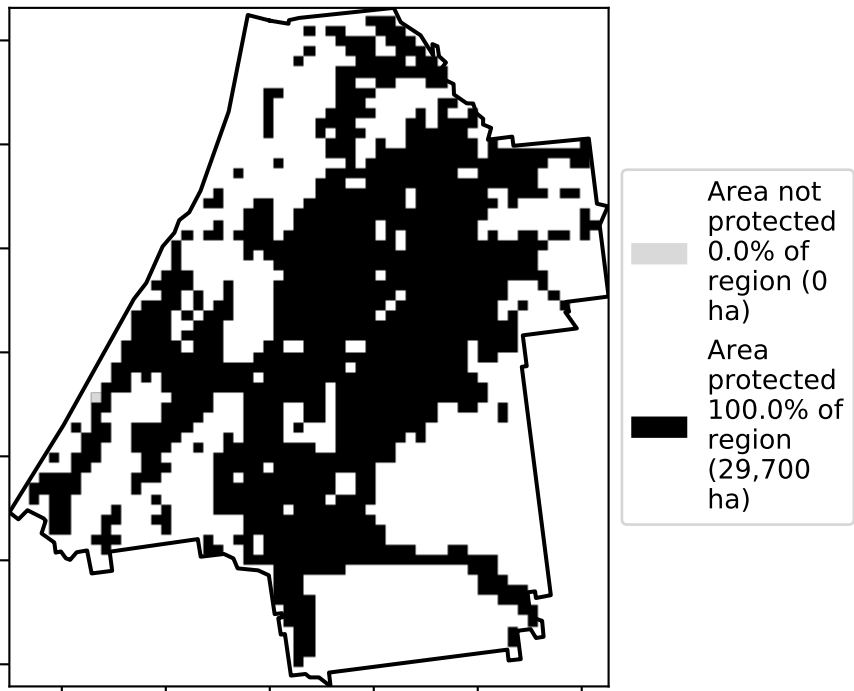 Area not
protected
0.0% of
region (0
ha)
Area
protected
100.0% of
region
(29,700
ha)